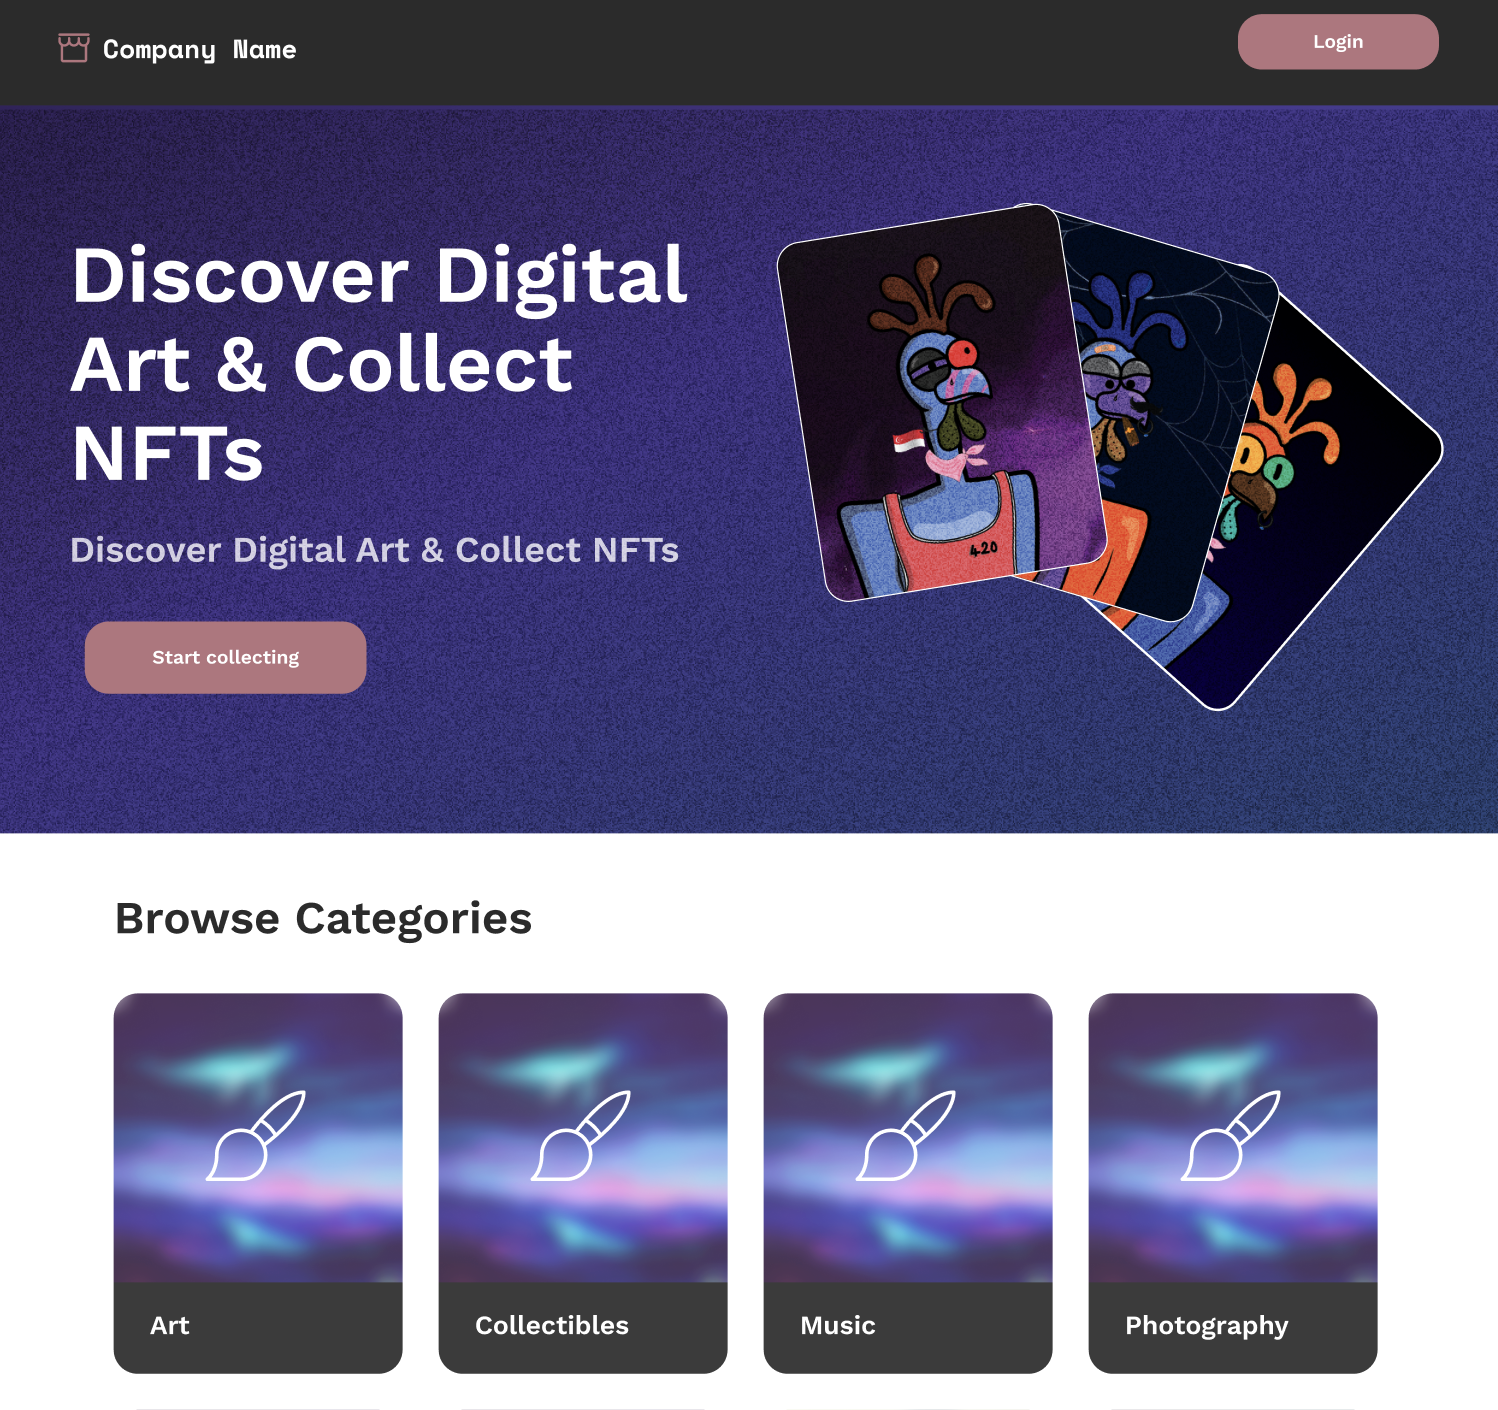 Company Name
Login
Discover Digital
Art & Collect
NFTs
Discover Digital Art & Collect NFTs
Start collecting
420
Browse Categories
Art
Collectibles
Music
Photography